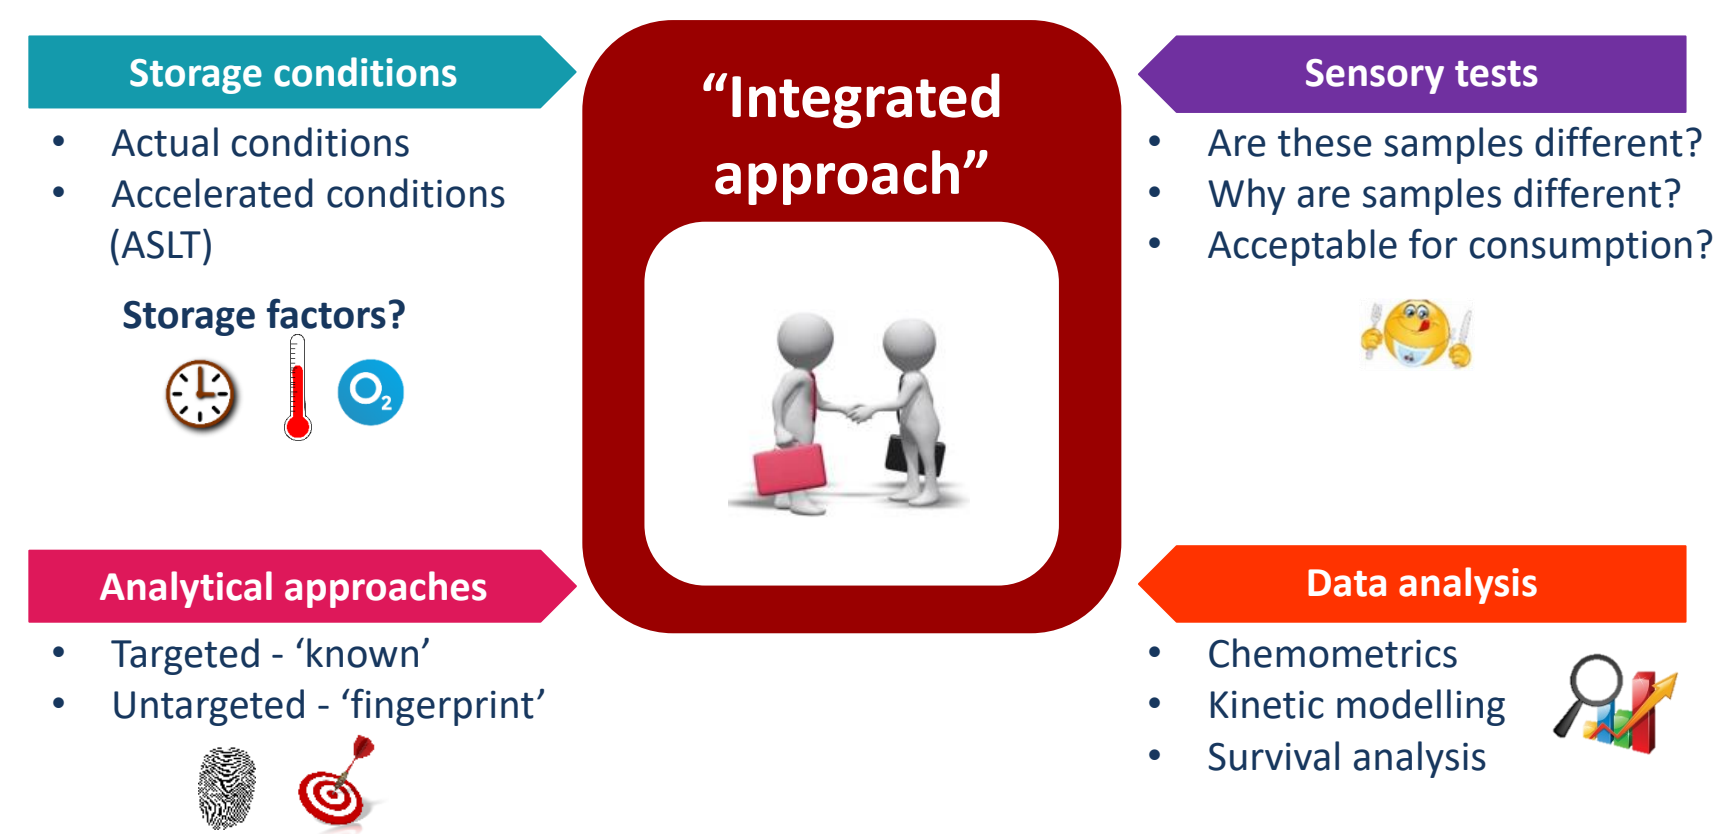 Storage conditions
• Actual conditions
• Accelerated conditions
(ASLT)
Storage factors?
O2
“Integrated
approach”
Sensory tests
• Are these samples different?
• Why are samples different?
• Acceptable for consumption?
Analytical approaches
• Targeted - ‘known’
• Untargeted - ‘fingerprint’
Data analysis
• Chemometrics
• Kinetic modelling
• Survival analysis